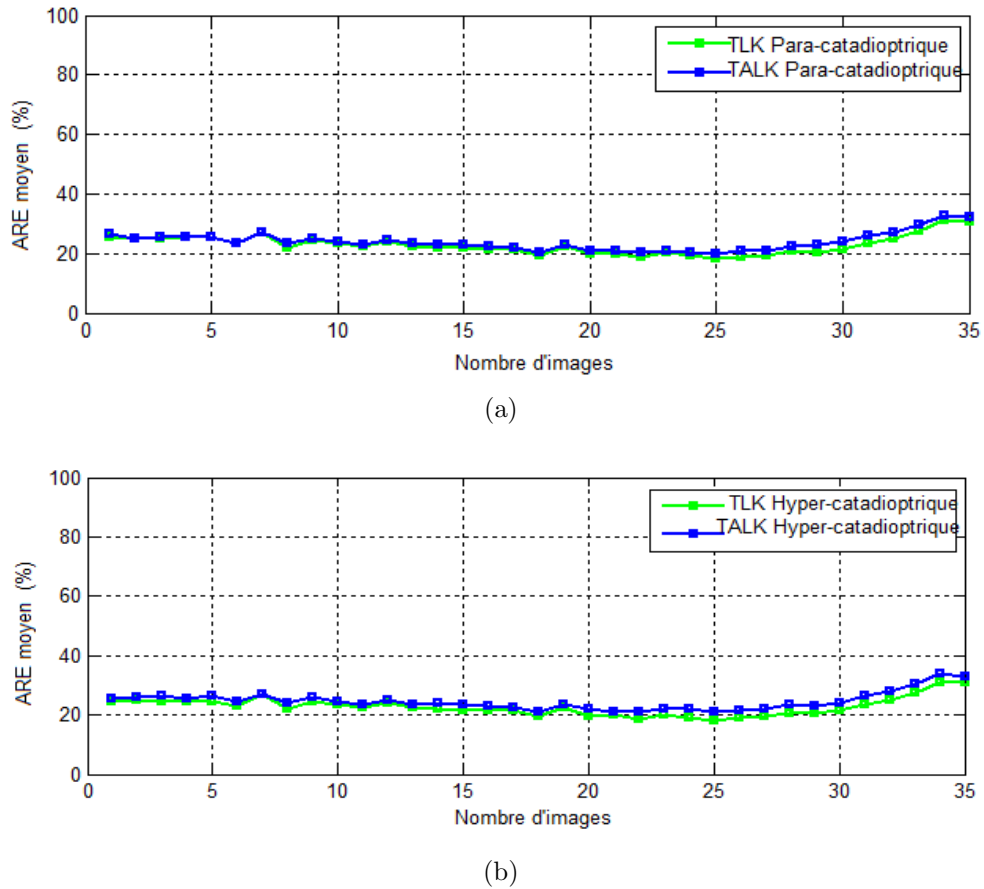 100
80
60
40
20
0
ARE moyen (%)
TLK Para-catadioptrique
TALK Para-catadioptrique
0 5 10 15 20 25 30 35
Nombre d'images
(a)
100
80
60
40
20
0
ARE moyen (%)
TLK Hyper-catadioptrique
TALK Hyper-catadioptrique
0 5 10 15 20 25 30 35
Nombre d'images
(b)